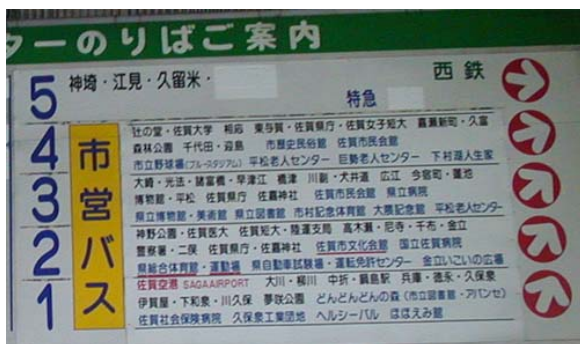 ターのりばご案内
5 神埼・江見・久留米・ 特急 西鉄
市営バス
4 辻の堂・佐賀大学 相応 東与賀・佐賀県庁・佐賀女子短大 嘉瀬新町・久富
森林公園 千代田・迎島 市歴史民俗館 佐賀市民会館
市立野球場(ブルースタジアム) 平松老人センター 巨勢老人センター 下村湖人生家
3 大崎・光法・諸富橋・早津江 橋津 川副・犬井道 広江 今宿町・蓮池
博物館・平松 佐賀県庁 佐嘉神社 佐賀市民会館 県立病院
県立博物館・美術館 県立図書館 市村記念体育館 大隈記念館 平松老人センター
2 神野公園・佐賀医大 佐賀短大・陸運支局 高木瀬・尼寺・千布・金立
警察署・二俣 佐賀県庁・佐嘉神社 佐賀市文化会館 国立佐賀病院
県総合体育館・運動場 県自動車試験場・運転免許センター 金立いこいの広場
1 佐賀空港 SAGA AIRPORT 大川・柳川 中折・鍋島駅 兵庫・徳永・久保泉
伊賀屋・下和泉・川久保 夢咲公園 どんどんどんの森(市立図書館・アバンセ)
佐賀社会保険病院 久保泉工業団地 ヘルシーパル ほほえみ館